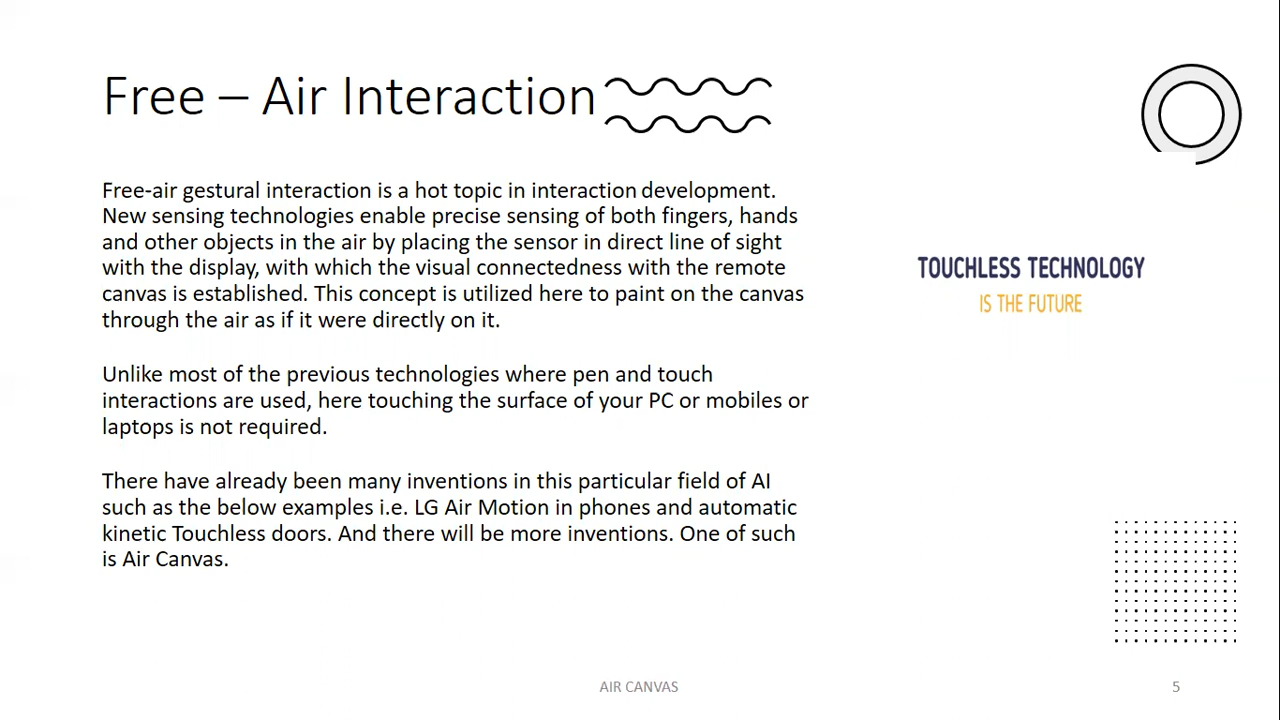 Free – Air Interaction
Free-air gestural interaction is a hot topic in interaction development.
New sensing technologies enable precise sensing of both fingers, hands
and other objects in the air by placing the sensor in direct line of sight
with the display, with which the visual connectedness with the remote
canvas is established. This concept is utilized here to paint on the canvas
through the air as if it were directly on it.
Unlike most of the previous technologies where pen and touch
interactions are used, here touching the surface of your PC or mobiles or
laptops is not required.
There have already been many inventions in this particular field of AI
such as the below examples i.e. LG Air Motion in phones and automatic
kinetic Touchless doors. And there will be more inventions. One of such
is Air Canvas.
TOUCHLESS TECHNOLOGY
IS THE FUTURE
AIR CANVAS
5